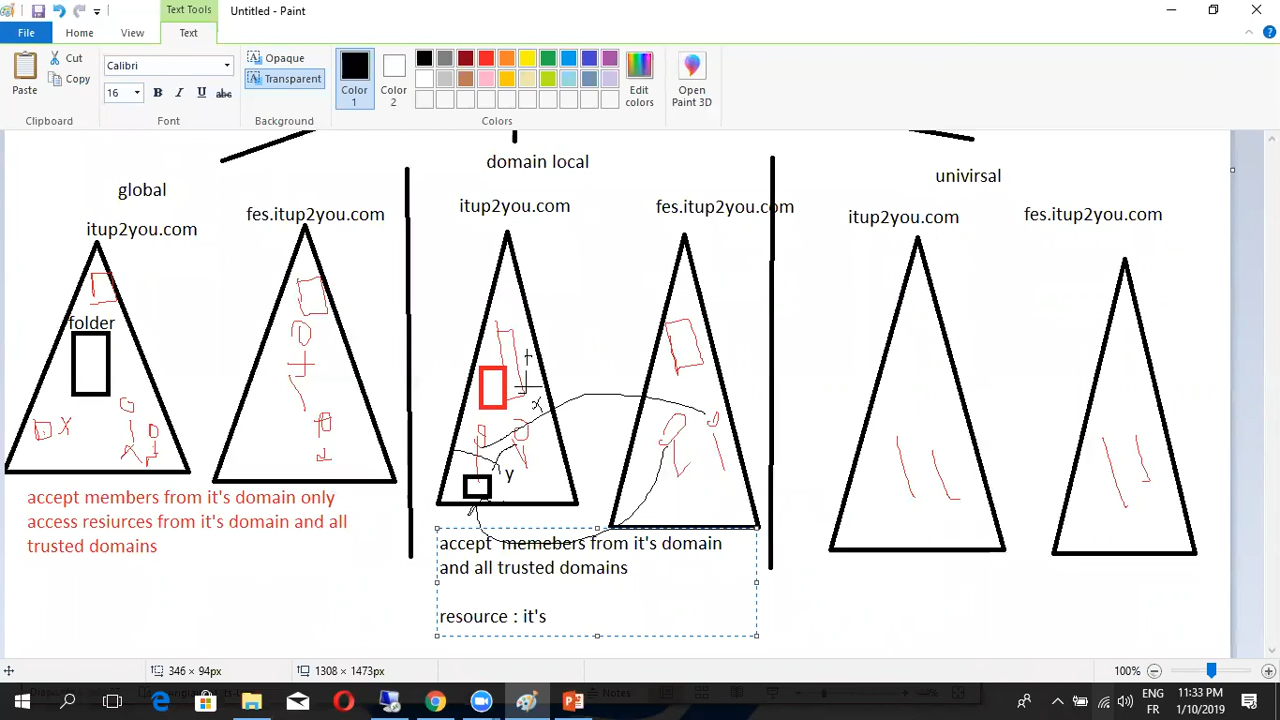 Text Tools
Untitled - Paint
File
Home
View
Text
Paste
Cut
Copy
Clipboard
Calibri
16
B I U abc
Font
Opaque
Transparent
Background
Color 1
Color 2
Edit colors
Open Paint 3D
Colors
global
domain local
univirsal
itup2you.com
fes.itup2you.com
itup2you.com
fes.itup2you.com
itup2you.com
fes.itup2you.com
folder
X
x
y
accept members from it's domain only
access resiurces from it's domain and all
trusted domains
accept memebers from it's domain
and all trusted domains
resource : it's
346 × 94px
1308 × 1473px
100%
Notes
ENG
FR
11:33 PM
1/10/2019